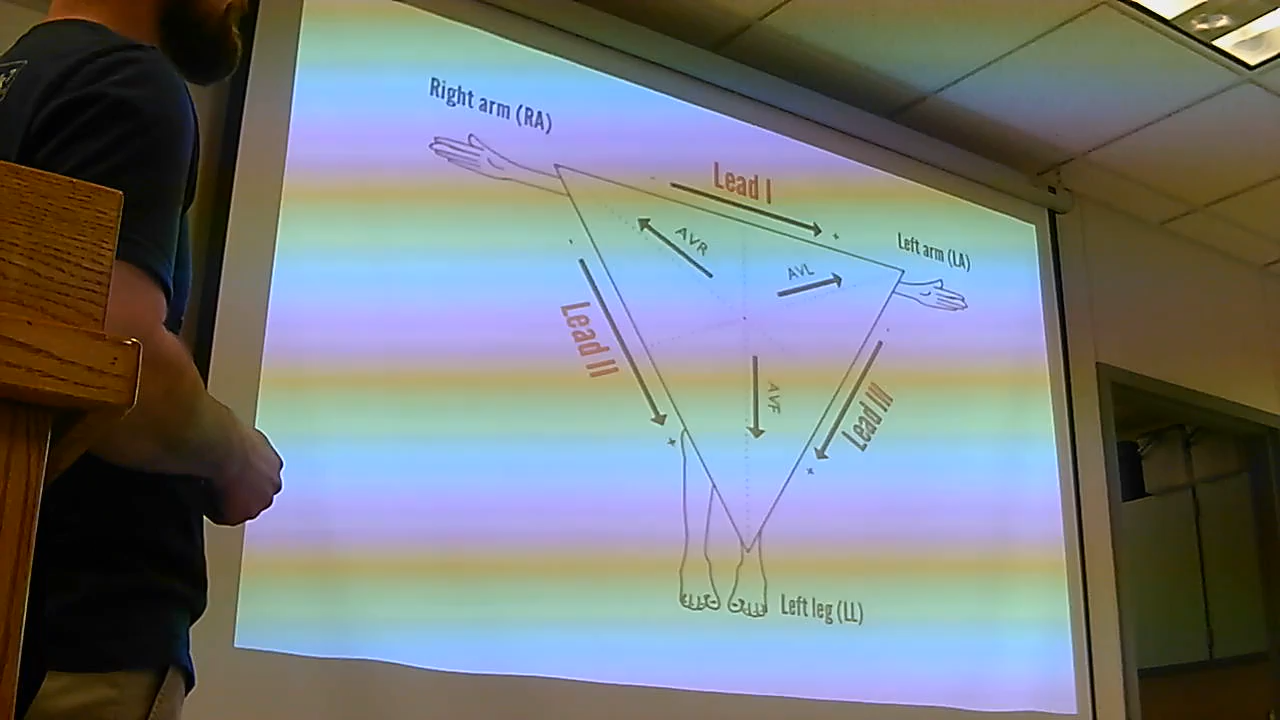 Right arm (RA)
Lead I
Left arm (LA)
AVR
AVL
Lead II
AVF
Lead III
Left leg (LL)